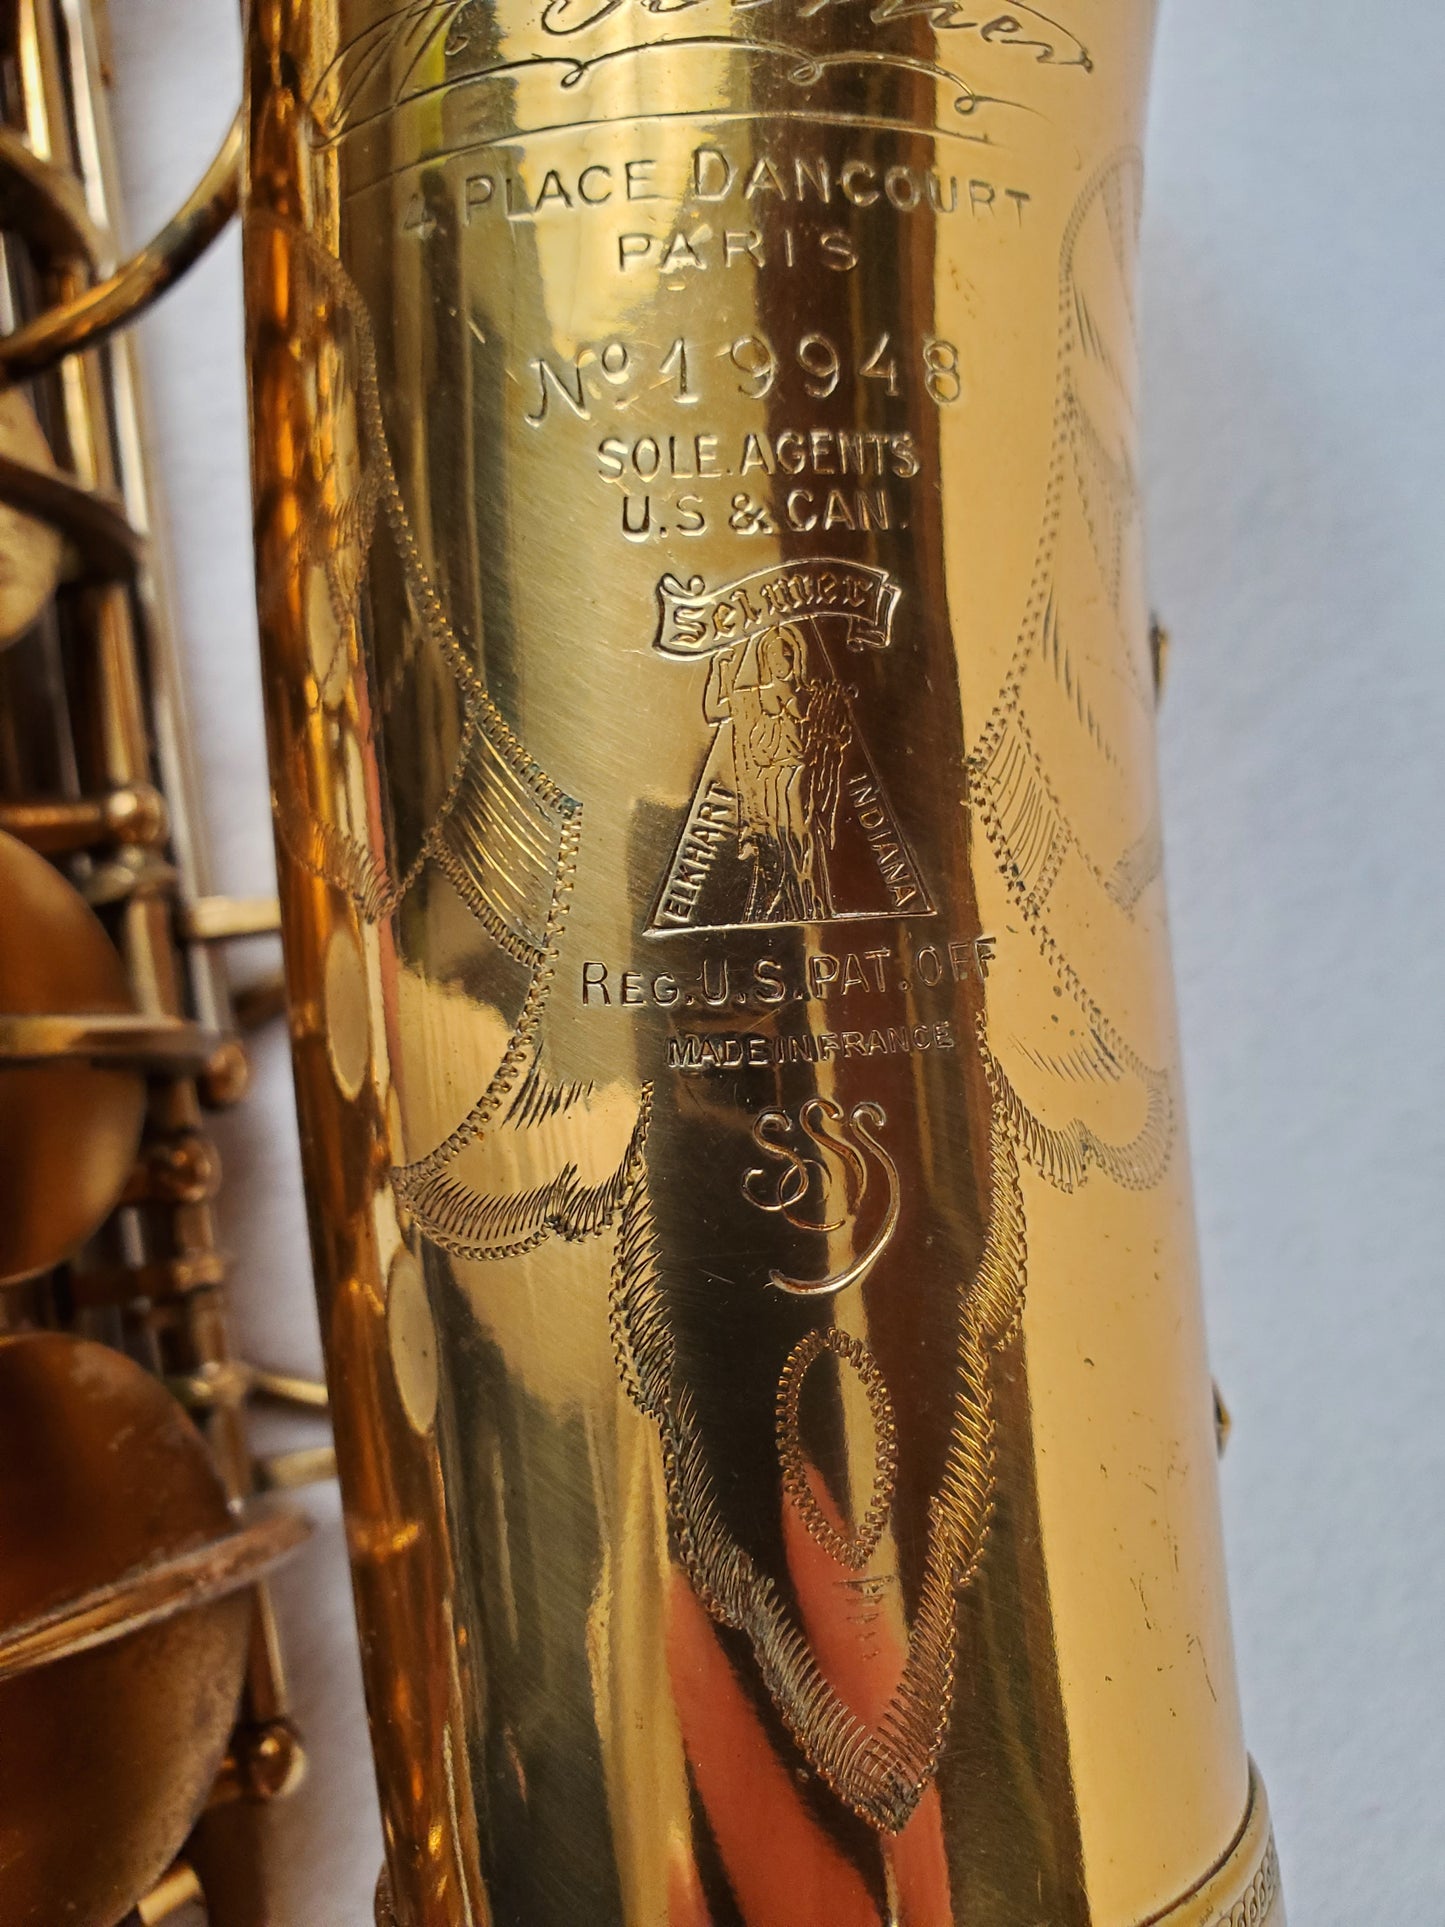 H. Selmer
4 PLACE DANCOURT
PARIS
No 19948
SOLE.AGENTS
U.S & CAN.
Selmer
ELKHART
INDIANA
REG.U.S.PAT.OFF
MADE IN FRANCE
SSS